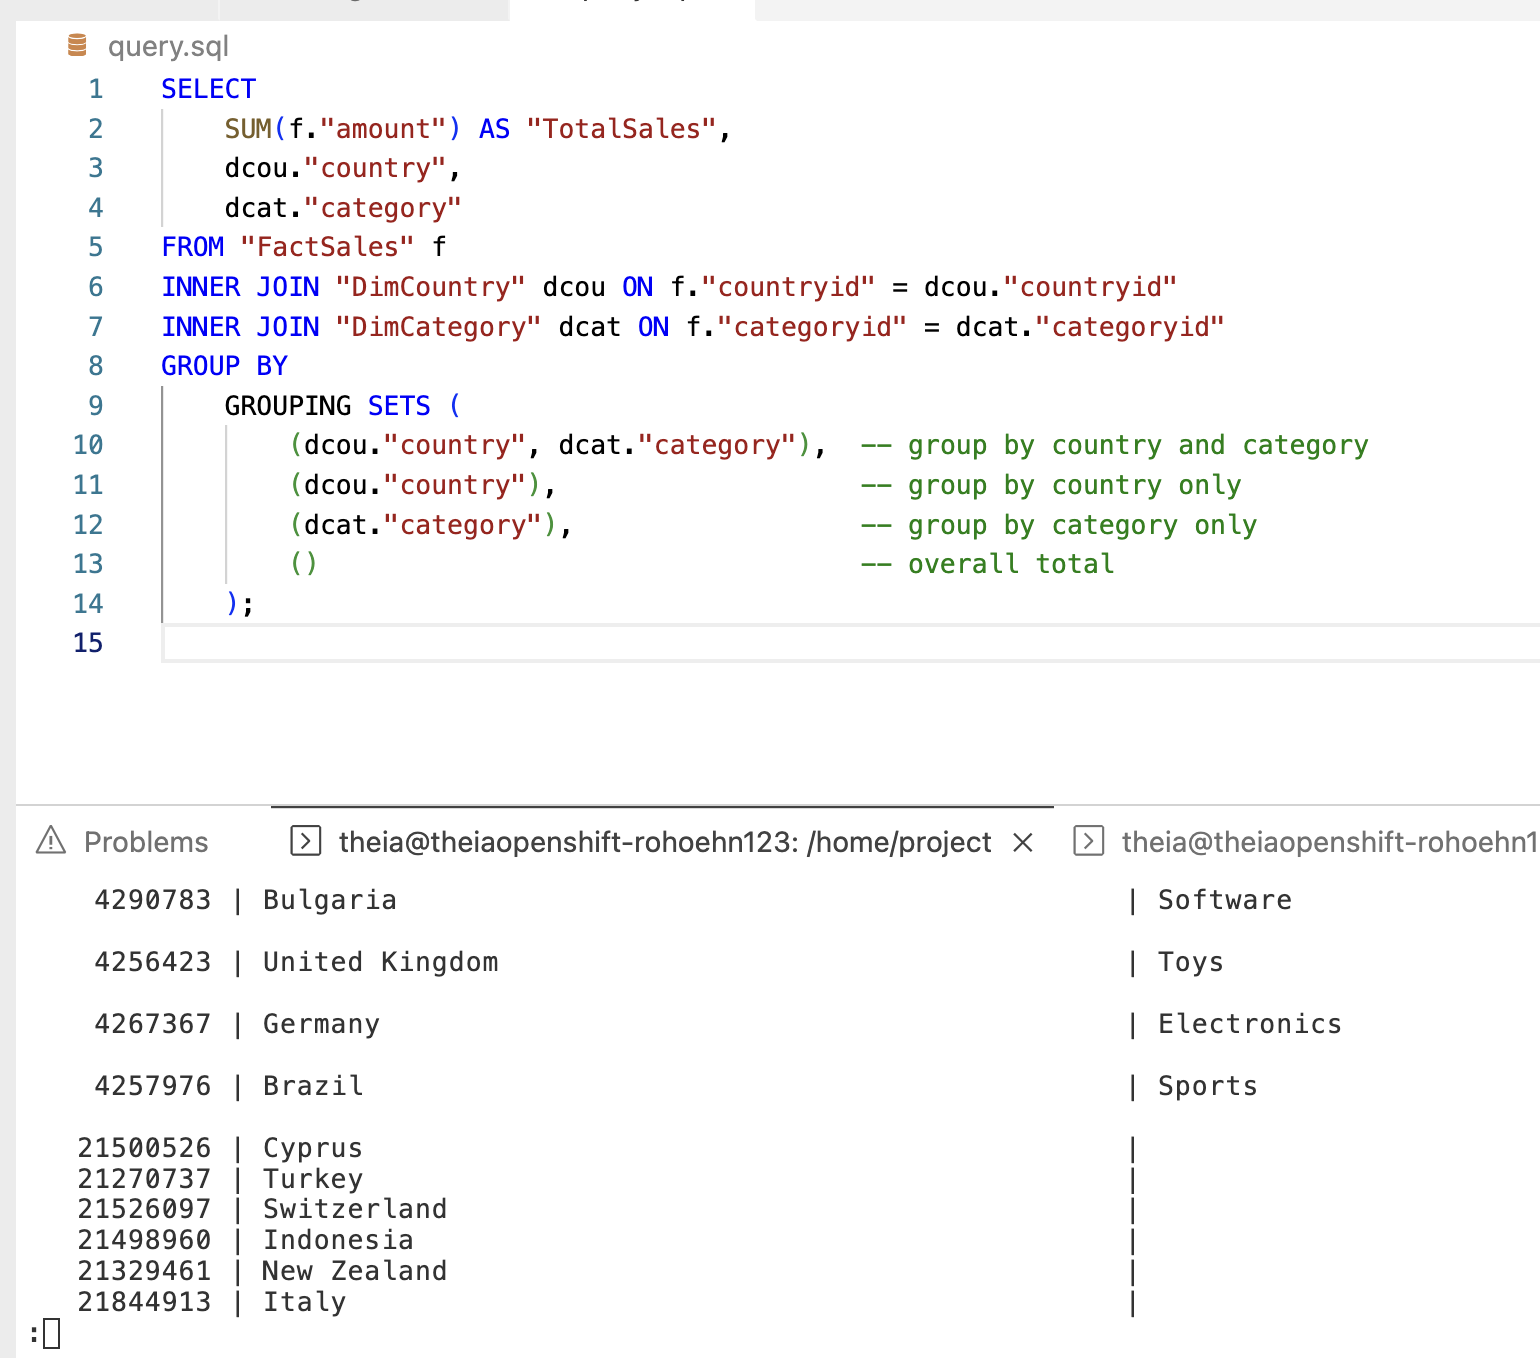 query.sql
1 SELECT
2     SUM(f."amount") AS "TotalSales",
3     dcou."country",
4     dcat."category"
5 FROM "FactSales" f
6 INNER JOIN "DimCountry" dcou ON f."countryid" = dcou."countryid"
7 INNER JOIN "DimCategory" dcat ON f."categoryid" = dcat."categoryid"
8 GROUP BY
9     GROUPING SETS (
10         (dcou."country", dcat."category"),  -- group by country and category
11         (dcou."country"),                   -- group by country only
12         (dcat."category"),                  -- group by category only
13         ()                                  -- overall total
14     );
15
Problems theia@theiaopenshift-rohoehn123: /home/project theia@theiaopenshift-rohoehn1
4290783 | Bulgaria | Software
4256423 | United Kingdom | Toys
4267367 | Germany | Electronics
4257976 | Brazil | Sports
21500526 | Cyprus |
21270737 | Turkey |
21526097 | Switzerland |
21498960 | Indonesia |
21329461 | New Zealand |
21844913 | Italy |
: